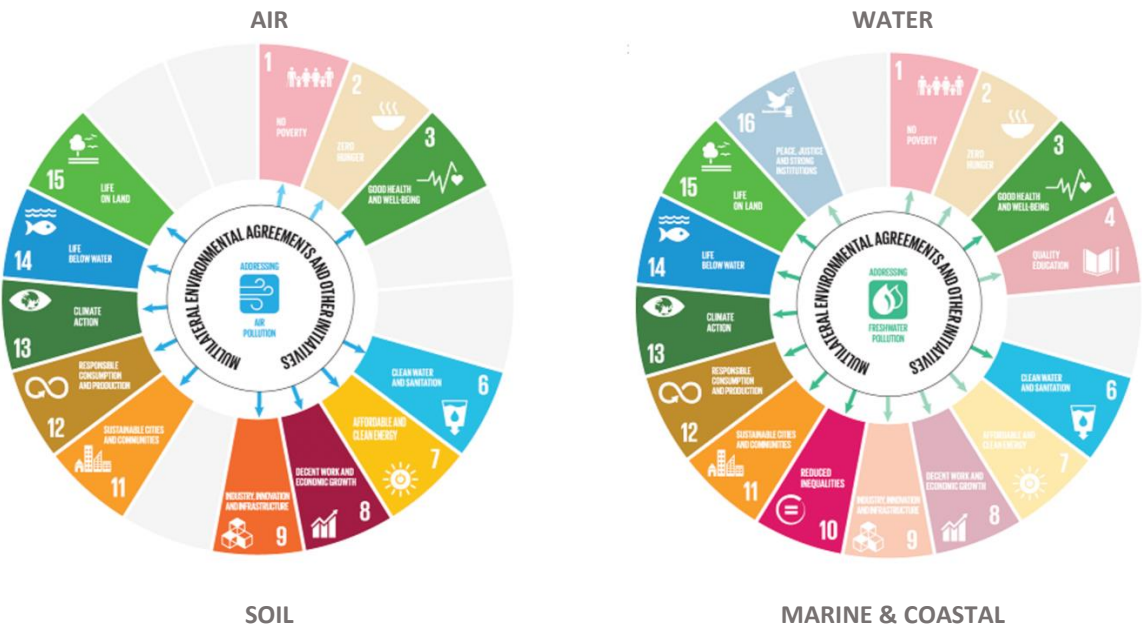 AIR
1
NO
POVERTY
2
ZERO
HUNGER
3
GOOD HEALTH
AND WELL-BEING
CLEAN WATER
AND SANITATION
6
AFFORDABLE AND
CLEAN ENERGY
7
DECENT WORK AND
ECONOMIC GROWTH
8
INDUSTRY, INNOVATION
AND INFRASTRUCTURE
9
SUSTAINABLE CITIES
AND COMMUNITIES
11
RESPONSIBLE
CONSUMPTION
AND PRODUCTION
12
CLIMATE
ACTION
13
LIFE
BELOW WATER
14
LIFE
ON LAND
15
MULTILATERAL ENVIRONMENTAL AGREEMENTS AND OTHER INITIATIVES
ADDRESSING
AIR
POLLUTION
WATER
1
NO
POVERTY
2
ZERO
HUNGER
3
GOOD HEALTH
AND WELL-BEING
4
QUALITY
EDUCATION
CLEAN WATER
AND SANITATION
6
AFFORDABLE AND
CLEAN ENERGY
7
DECENT WORK AND
ECONOMIC GROWTH
8
INDUSTRY, INNOVATION
AND INFRASTRUCTURE
9
REDUCED
INEQUALITIES
10
SUSTAINABLE CITIES
AND COMMUNITIES
11
RESPONSIBLE
CONSUMPTION
AND PRODUCTION
12
CLIMATE
ACTION
13
LIFE
BELOW WATER
14
LIFE
ON LAND
15
16
PEACE, JUSTICE
AND STRONG
INSTITUTIONS
MULTILATERAL ENVIRONMENTAL AGREEMENTS AND OTHER INITIATIVES
ADDRESSING
FRESHWATER
POLLUTION
SOIL
MARINE & COASTAL